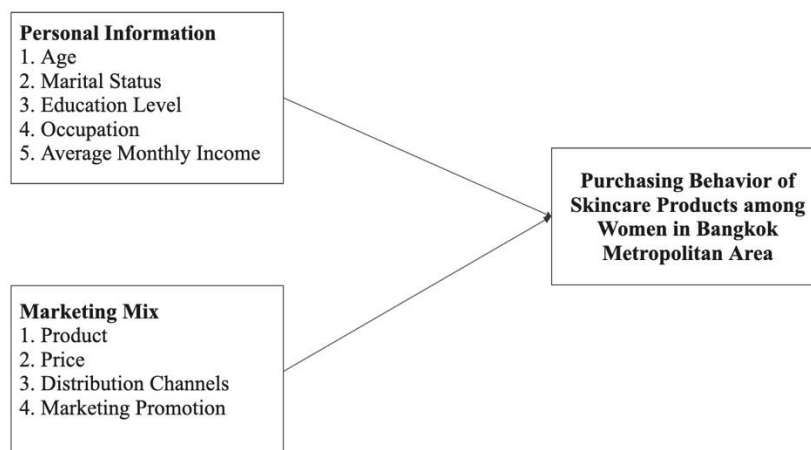 Personal Information
1. Age
2. Marital Status
3. Education Level
4. Occupation
5. Average Monthly Income
Purchasing Behavior of
Skincare Products among
Women in Bangkok
Metropolitan Area
Marketing Mix
1. Product
2. Price
3. Distribution Channels
4. Marketing Promotion